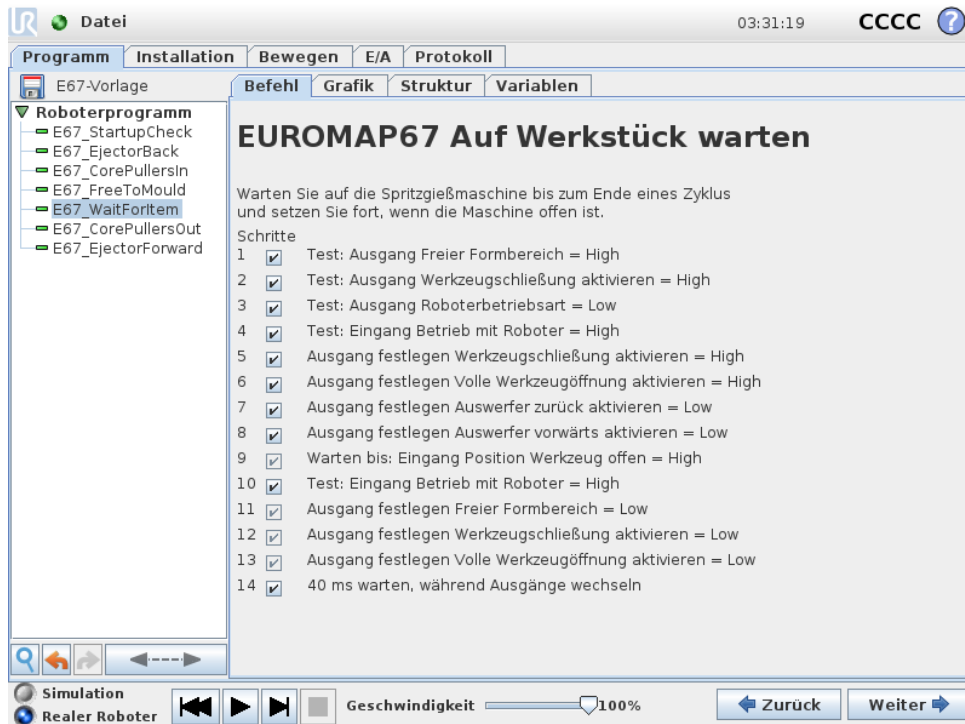 UR Datei 03:31:19 CCCC ?
Programm Installation Bewegen E/A Protokoll
E67-Vorlage
Befehl Grafik Struktur Variablen
Roboterprogramm
E67_StartupCheck
E67_EjectorBack
E67_CorePullersIn
E67_FreeToMould
E67_WaitForItem
E67_CorePullersOut
E67_EjectorForward
EUROMAP67 Auf Werkstück warten
Warten Sie auf die Spritzgießmaschine bis zum Ende eines Zyklus
und setzen Sie fort, wenn die Maschine offen ist.
Schritte
1 Test: Ausgang Freier Formbereich = High
2 Test: Ausgang Werkzeugschließung aktivieren = High
3 Test: Ausgang Roboterbetriebsart = Low
4 Test: Eingang Betrieb mit Roboter = High
5 Ausgang festlegen Werkzeugschließung aktivieren = High
6 Ausgang festlegen Volle Werkzeugöffnung aktivieren = High
7 Ausgang festlegen Auswerfer zurück aktivieren = Low
8 Ausgang festlegen Auswerfer vorwärts aktivieren = Low
9 Warten bis: Eingang Position Werkzeug offen = High
10 Test: Eingang Betrieb mit Roboter = High
11 Ausgang festlegen Freier Formbereich = Low
12 Ausgang festlegen Werkzeugschließung aktivieren = Low
13 Ausgang festlegen Volle Werkzeugöffnung aktivieren = Low
14 40 ms warten, während Ausgänge wechseln
Simulation
Realer Roboter
Geschwindigkeit 100%
Zurück Weiter